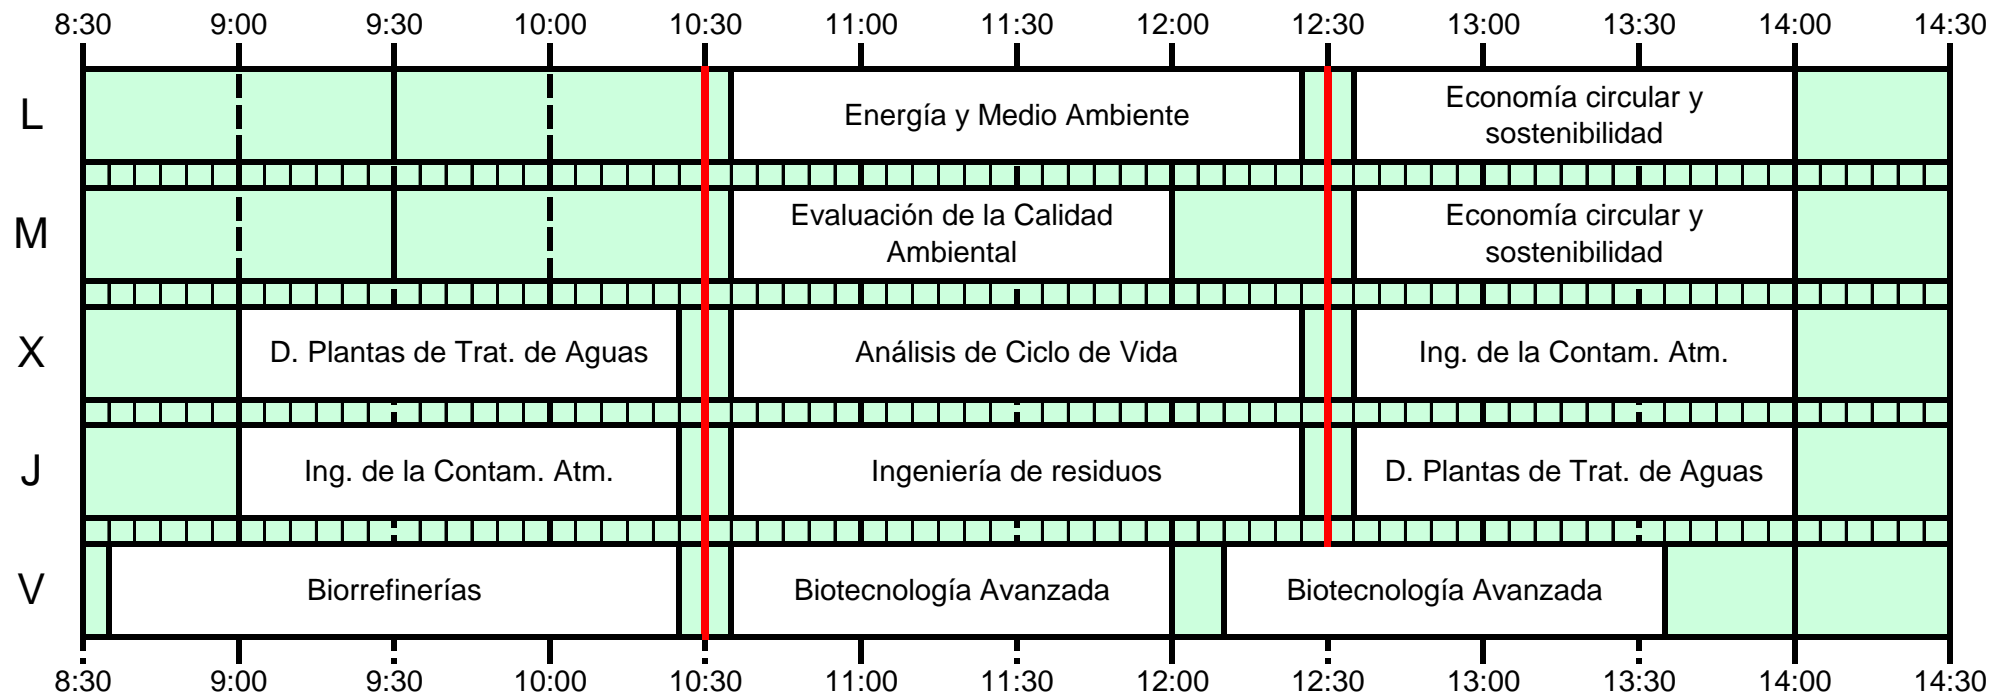 8:30 9:00 9:30 10:00 10:30 11:00 11:30 12:00 12:30 13:00 13:30 14:00 14:30
L
Energía y Medio Ambiente
Economía circular y
sostenibilidad
M
Evaluación de la Calidad
Ambiental
Economía circular y
sostenibilidad
X
D. Plantas de Trat. de Aguas
Análisis de Ciclo de Vida
Ing. de la Contam. Atm.
J
Ing. de la Contam. Atm.
Ingeniería de residuos
D. Plantas de Trat. de Aguas
V
Biorrefinerías
Biotecnología Avanzada
Biotecnología Avanzada
8:30 9:00 9:30 10:00 10:30 11:00 11:30 12:00 12:30 13:00 13:30 14:00 14:30